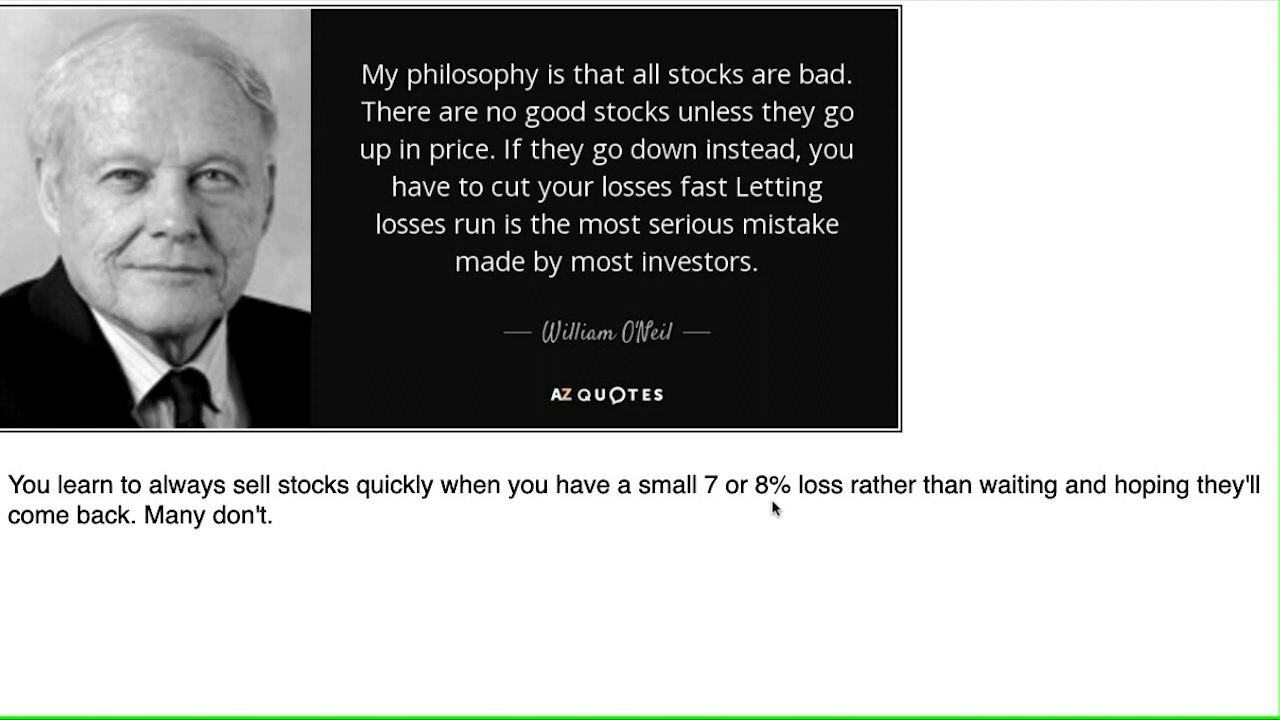 My philosophy is that all stocks are bad.
There are no good stocks unless they go
up in price. If they go down instead, you
have to cut your losses fast Letting
losses run is the most serious mistake
made by most investors.
— William O'Neil —
AZ QUOTES
You learn to always sell stocks quickly when you have a small 7 or 8% loss rather than waiting and hoping they'll
come back. Many don't.